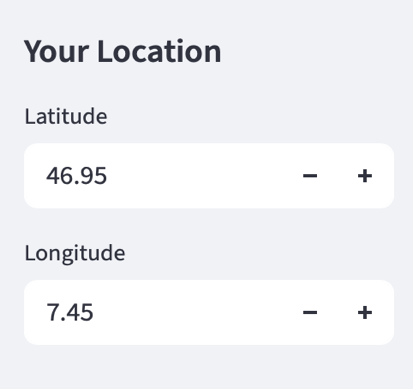 Your Location
Latitude
46.95 − +
Longitude
7.45 − +